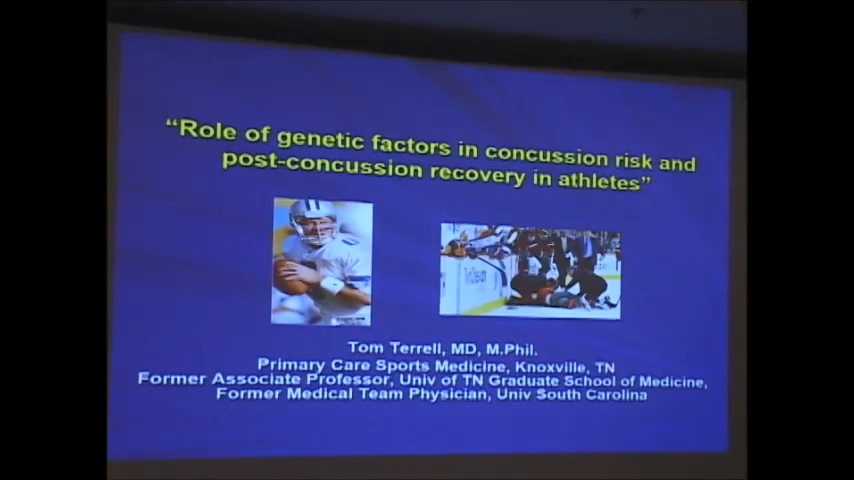 “Role of genetic factors in concussion risk and
post-concussion recovery in athletes”
Tom Terrell, MD, M.Phil.
Primary Care Sports Medicine, Knoxville, TN
Former Associate Professor, Univ of TN Graduate School of Medicine,
Former Medical Team Physician, Univ South Carolina